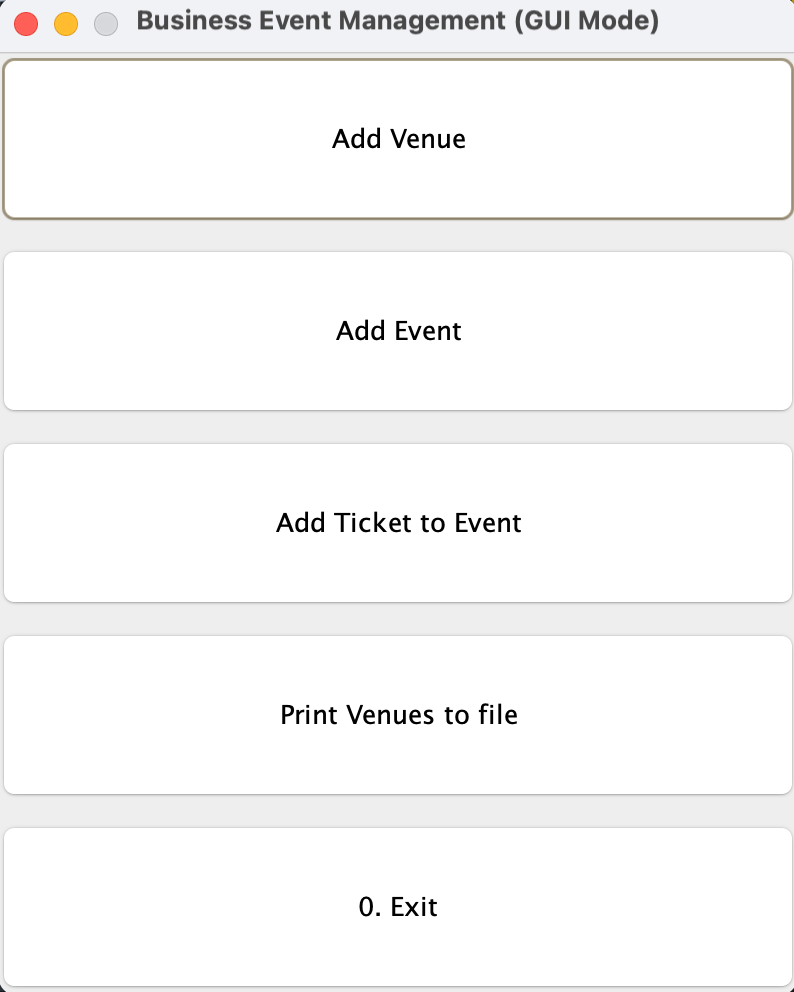 Business Event Management (GUI Mode)
Add Venue
Add Event
Add Ticket to Event
Print Venues to file
0. Exit